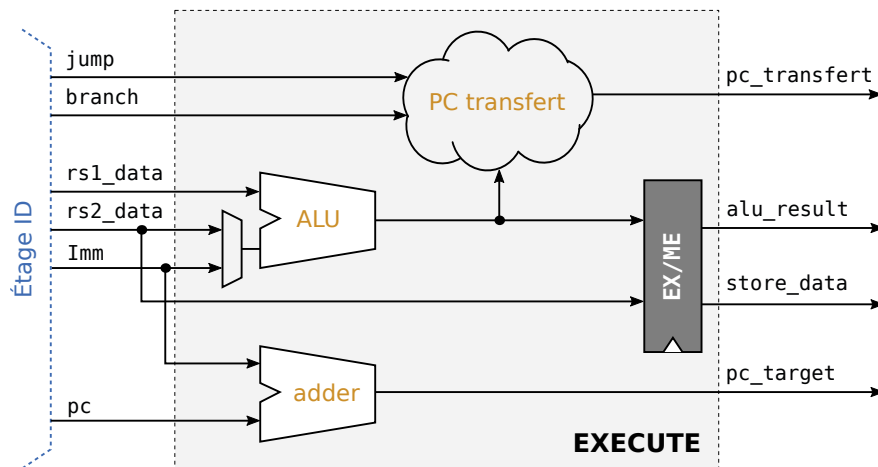 jump
branch
PC transfert
pc_transfert
rs1_data
rs2_data
Imm
ALU
alu_result
EX/ME
store_data
Étage ID
adder
pc_target
pc
EXECUTE